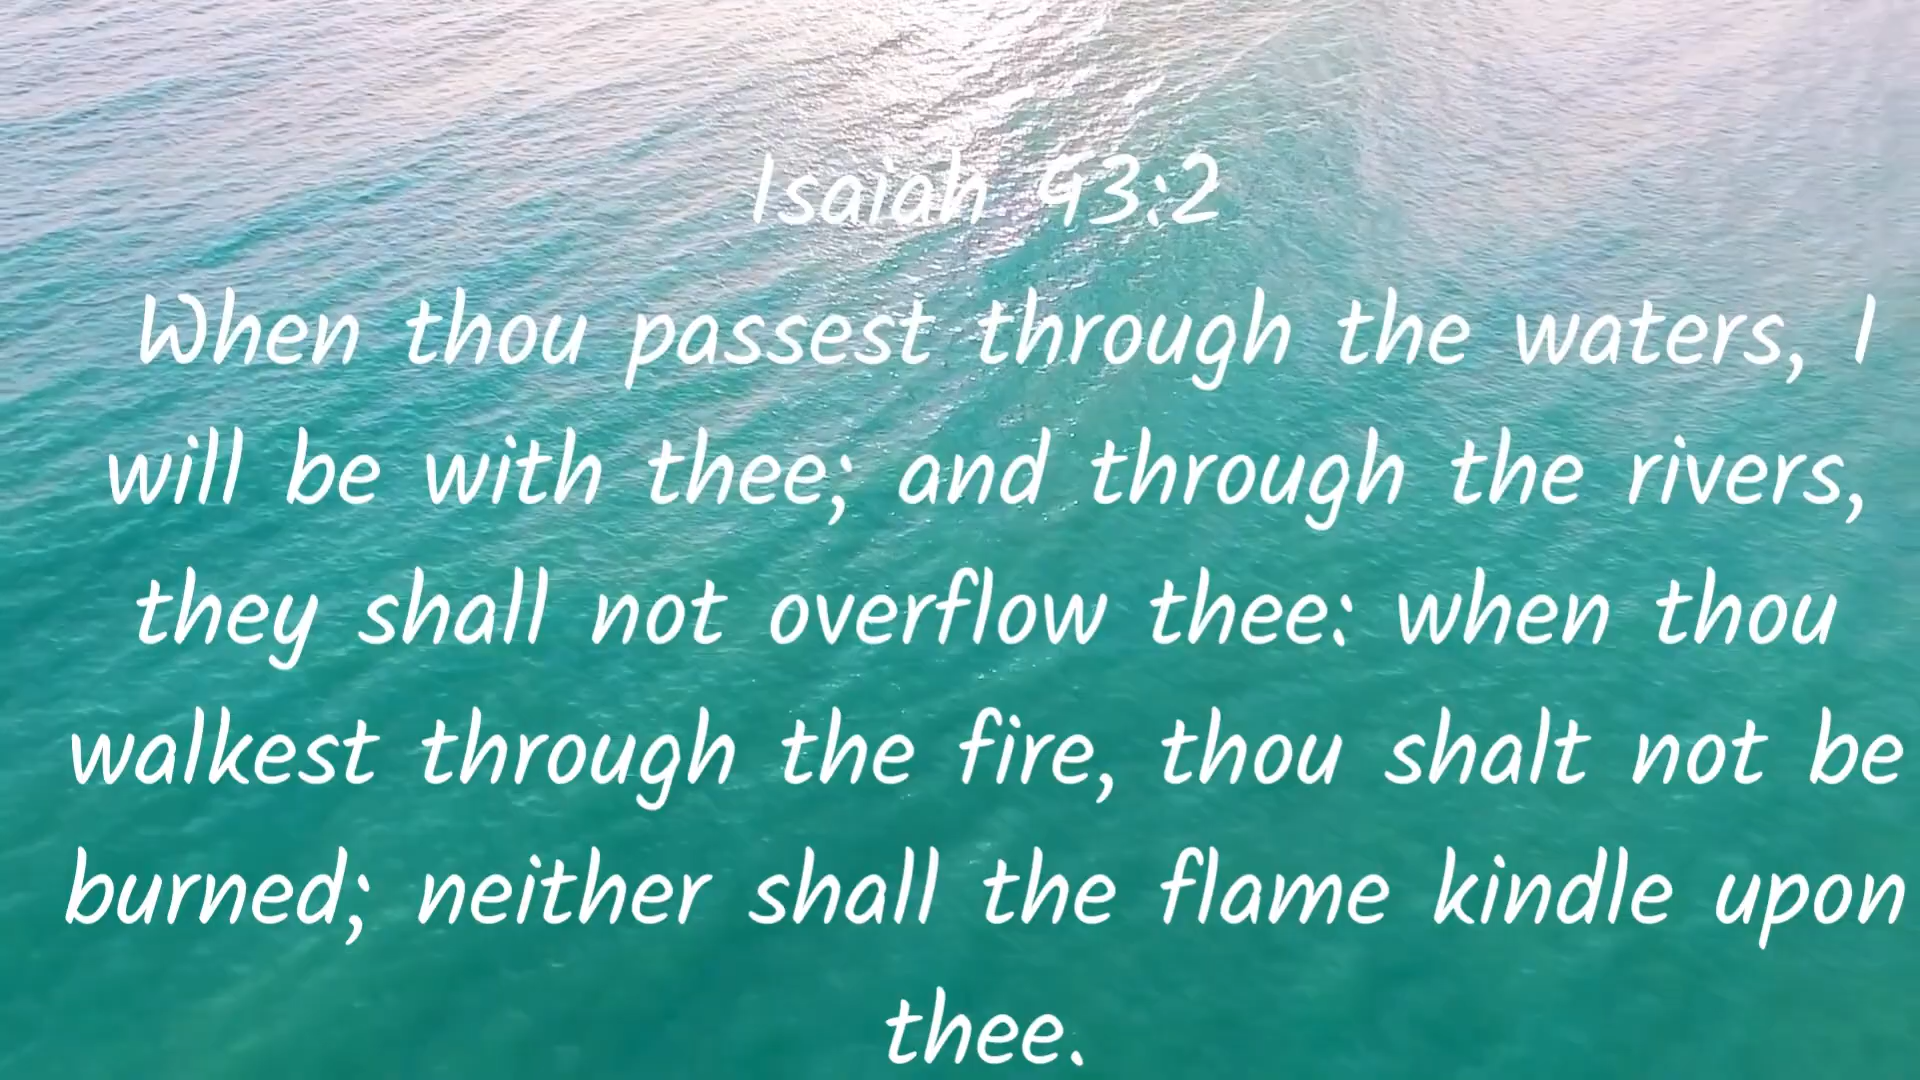 Isaiah 43:2
When thou passest through the waters, I
will be with thee; and through the rivers,
they shall not overflow thee: when thou
walkest through the fire, thou shalt not be
burned; neither shall the flame kindle upon
thee.